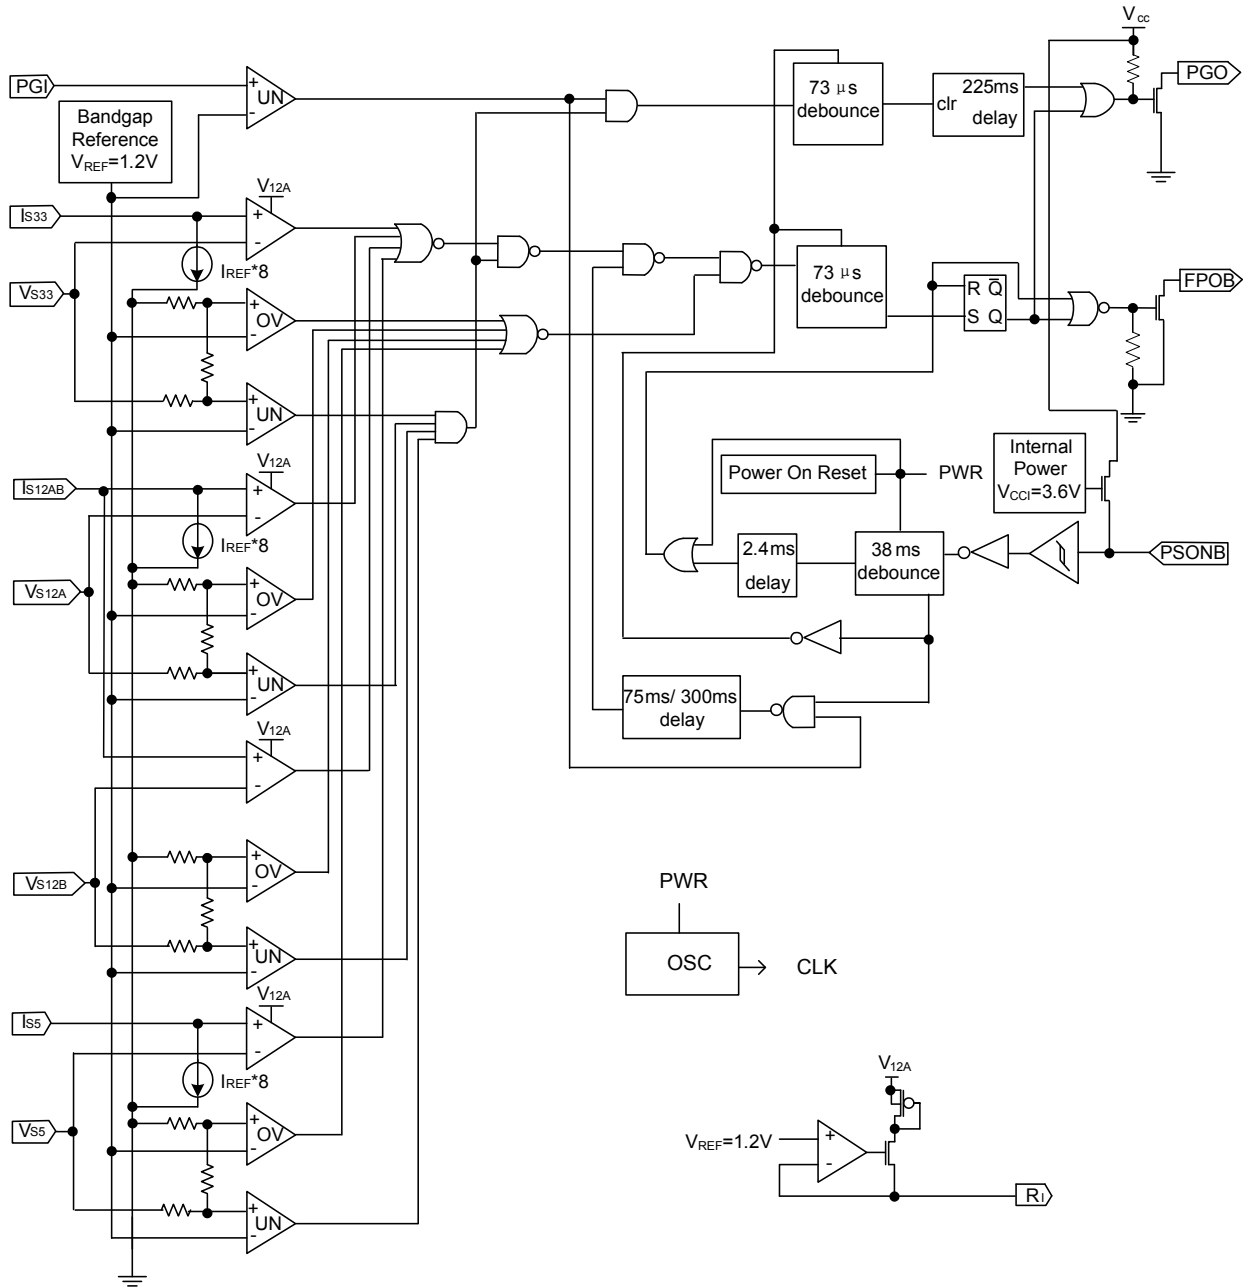 Vcc
PGI
+
UN
-
73 μs
debounce
225ms
clr
delay
PGO
Bandgap
Reference
VREF=1.2V
V12A
IS33
+
-
IREF*8
VS33
+
OV
-
73 μs
debounce
R Q̄
S Q
FPOB
+
UN
-
V12A
IS12AB
+
-
IREF*8
Power On Reset
PWR
Internal
Power
VCCI=3.6V
VS12A
+
OV
-
2.4ms
delay
38 ms
debounce
PSONB
+
UN
-
75ms/ 300ms
delay
V12A
+
-
VS12B
+
OV
-
PWR
OSC
CLK
+
UN
-
V12A
IS5
+
-
IREF*8
VS5
+
OV
-
V12A
VREF=1.2V
+
-
RI
+
UN
-